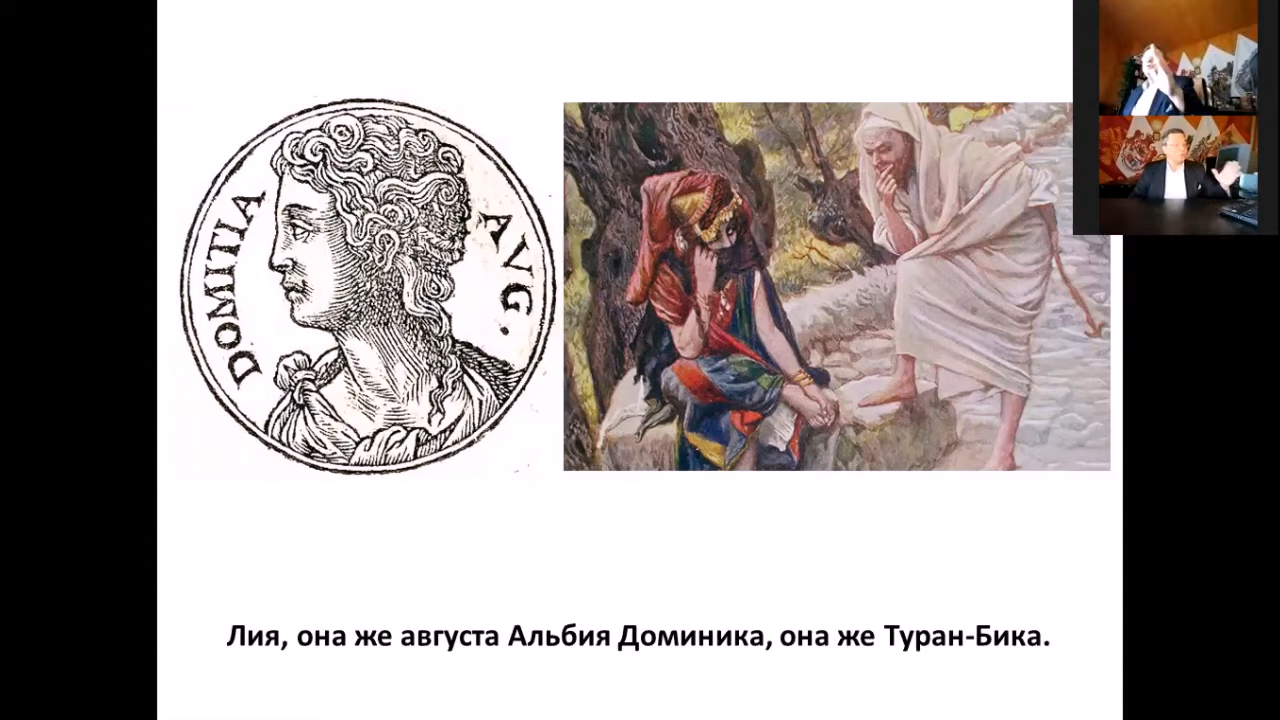 DOMITIA AVG.
Лия, она же августа Альбия Доминика, она же Туран-Бика.